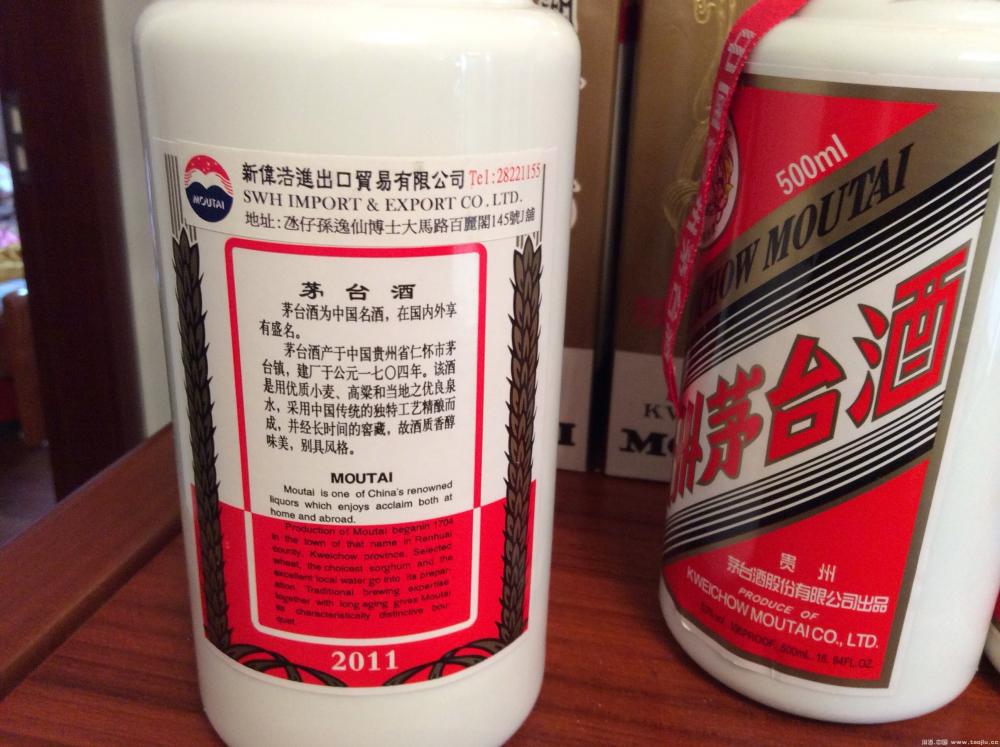 MOUTAI
新偉浩進出口貿易有限公司 Tel:28221155
SWH IMPORT & EXPORT CO, LTD.
地址:氹仔孫逸仙博士大馬路百麗閣145號J舖
茅台酒
茅台酒为中国名酒，在国内外享
有盛名。
茅台酒产于中国贵州省仁怀市茅
台镇，建厂于公元一七〇四年。该酒
是用优质小麦、高粱和当地之优良泉
水，采用中国传统的独特工艺精酿而
成，并经长时间的窖藏，故酒质香醇
味美，别具风格。
MOUTAI
Moutai is one of China's renowned
liquors which enjoys acclaim both at
home and abroad.
Production of Moutai beganin 1704
in the town of that name in Renhuai
county, Kweichow province. Selected
wheat, the choicest sorghum and the
excellent local water go into its prepar-
ation. Traditional brewing expertise
together with long aging gives Moutai
its characteristically distinctive bou-
quet.
2011
500ml
CHOW MOUTAI
州茅台酒
贵州
茅台酒股份有限公司出品
PRODUCE OF
KWEICHOW MOUTAI CO., LTD.
106PROOF. 500mL. 16. 94FL.OZ.
KW
MO
www.taojiu.cc